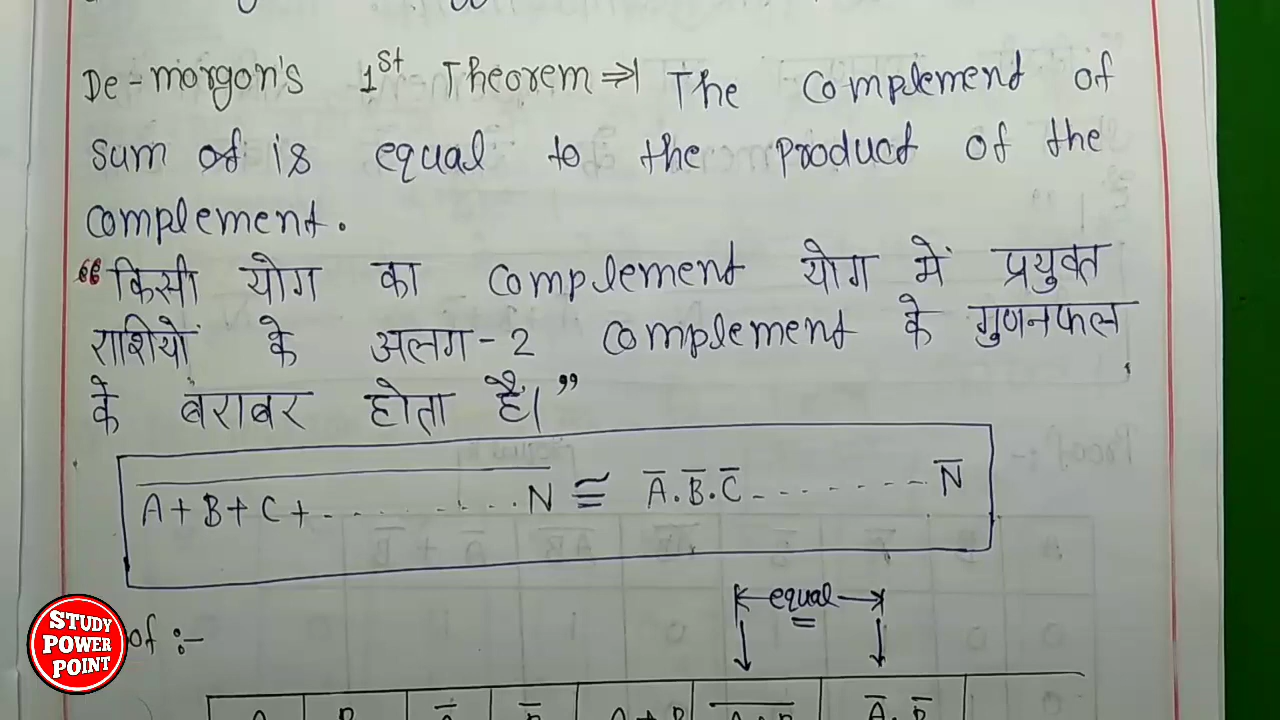 De-morgon's 1st Theorem ⇒ The Complement of
Sum of is equal to the product of the
Complement.
“किसी योग का Complement योग में प्रयुक्त
राशियों के अलग-2 Complement के गुणनफल
के बराबर होता है।”
A̅+̅B̅+̅C̅+̅.̅.̅.̅.̅.̅.̅.̅.̅N̅ ≅ A̅.B̅.C̅--------N̅
equal
of :-
STUDY
POWER
POINT
A B A̅ B̅ A+B A̅+̅B̅ A̅.B̅